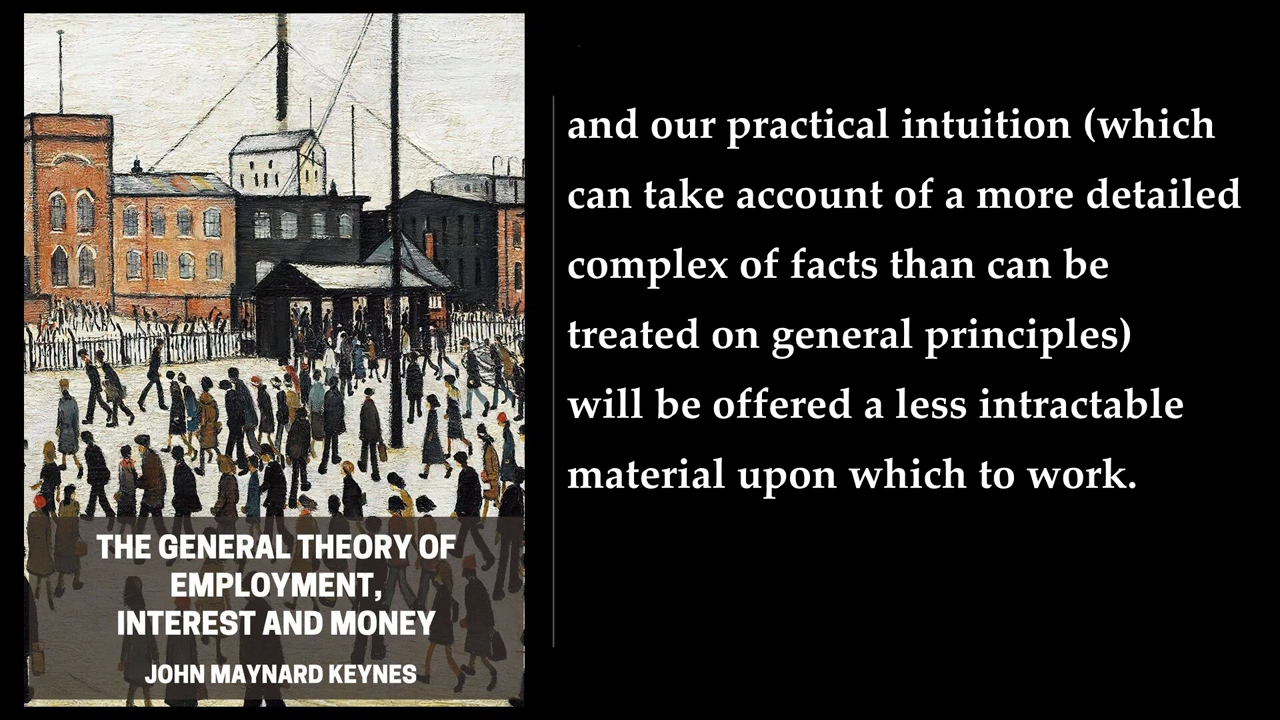 THE GENERAL THEORY OF
EMPLOYMENT,
INTEREST AND MONEY
JOHN MAYNARD KEYNES
and our practical intuition (which
can take account of a more detailed
complex of facts than can be
treated on general principles)
will be offered a less intractable
material upon which to work.